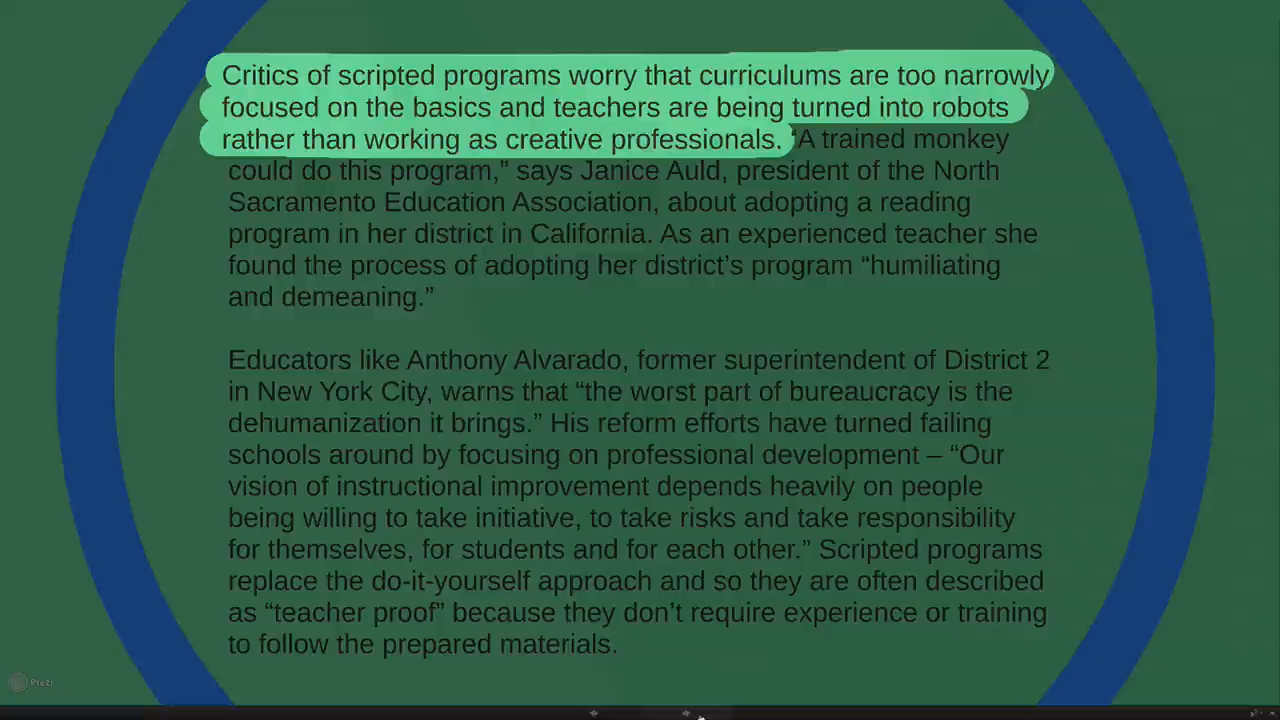 Critics of scripted programs worry that curriculums are too narrowly
focused on the basics and teachers are being turned into robots
rather than working as creative professionals. “A trained monkey
could do this program,” says Janice Auld, president of the North
Sacramento Education Association, about adopting a reading
program in her district in California. As an experienced teacher she
found the process of adopting her district’s program “humiliating
and demeaning.”
Educators like Anthony Alvarado, former superintendent of District 2
in New York City, warns that “the worst part of bureaucracy is the
dehumanization it brings.” His reform efforts have turned failing
schools around by focusing on professional development – “Our
vision of instructional improvement depends heavily on people
being willing to take initiative, to take risks and take responsibility
for themselves, for students and for each other.” Scripted programs
replace the do-it-yourself approach and so they are often described
as “teacher proof” because they don’t require experience or training
to follow the prepared materials.
Prezi